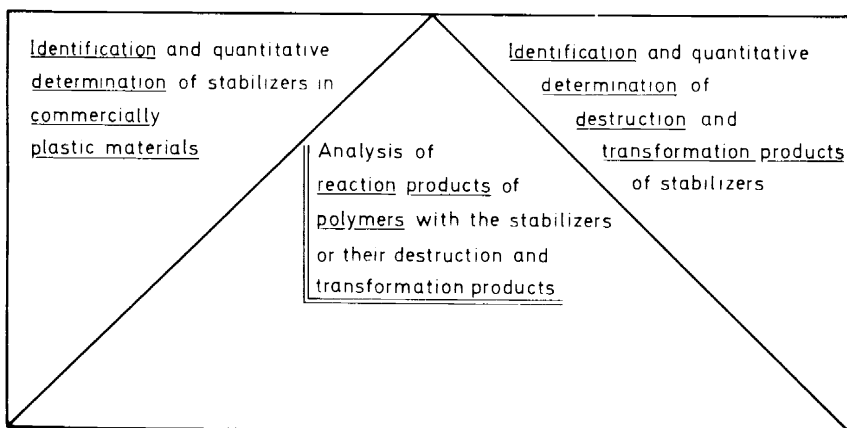 Identification and quantitative
determination of stabilizers in
commercially
plastic materials
Identification and quantitative
determination of
destruction and
transformation products
of stabilizers
Analysis of
reaction products of
polymers with the stabilizers
or their destruction and
transformation products